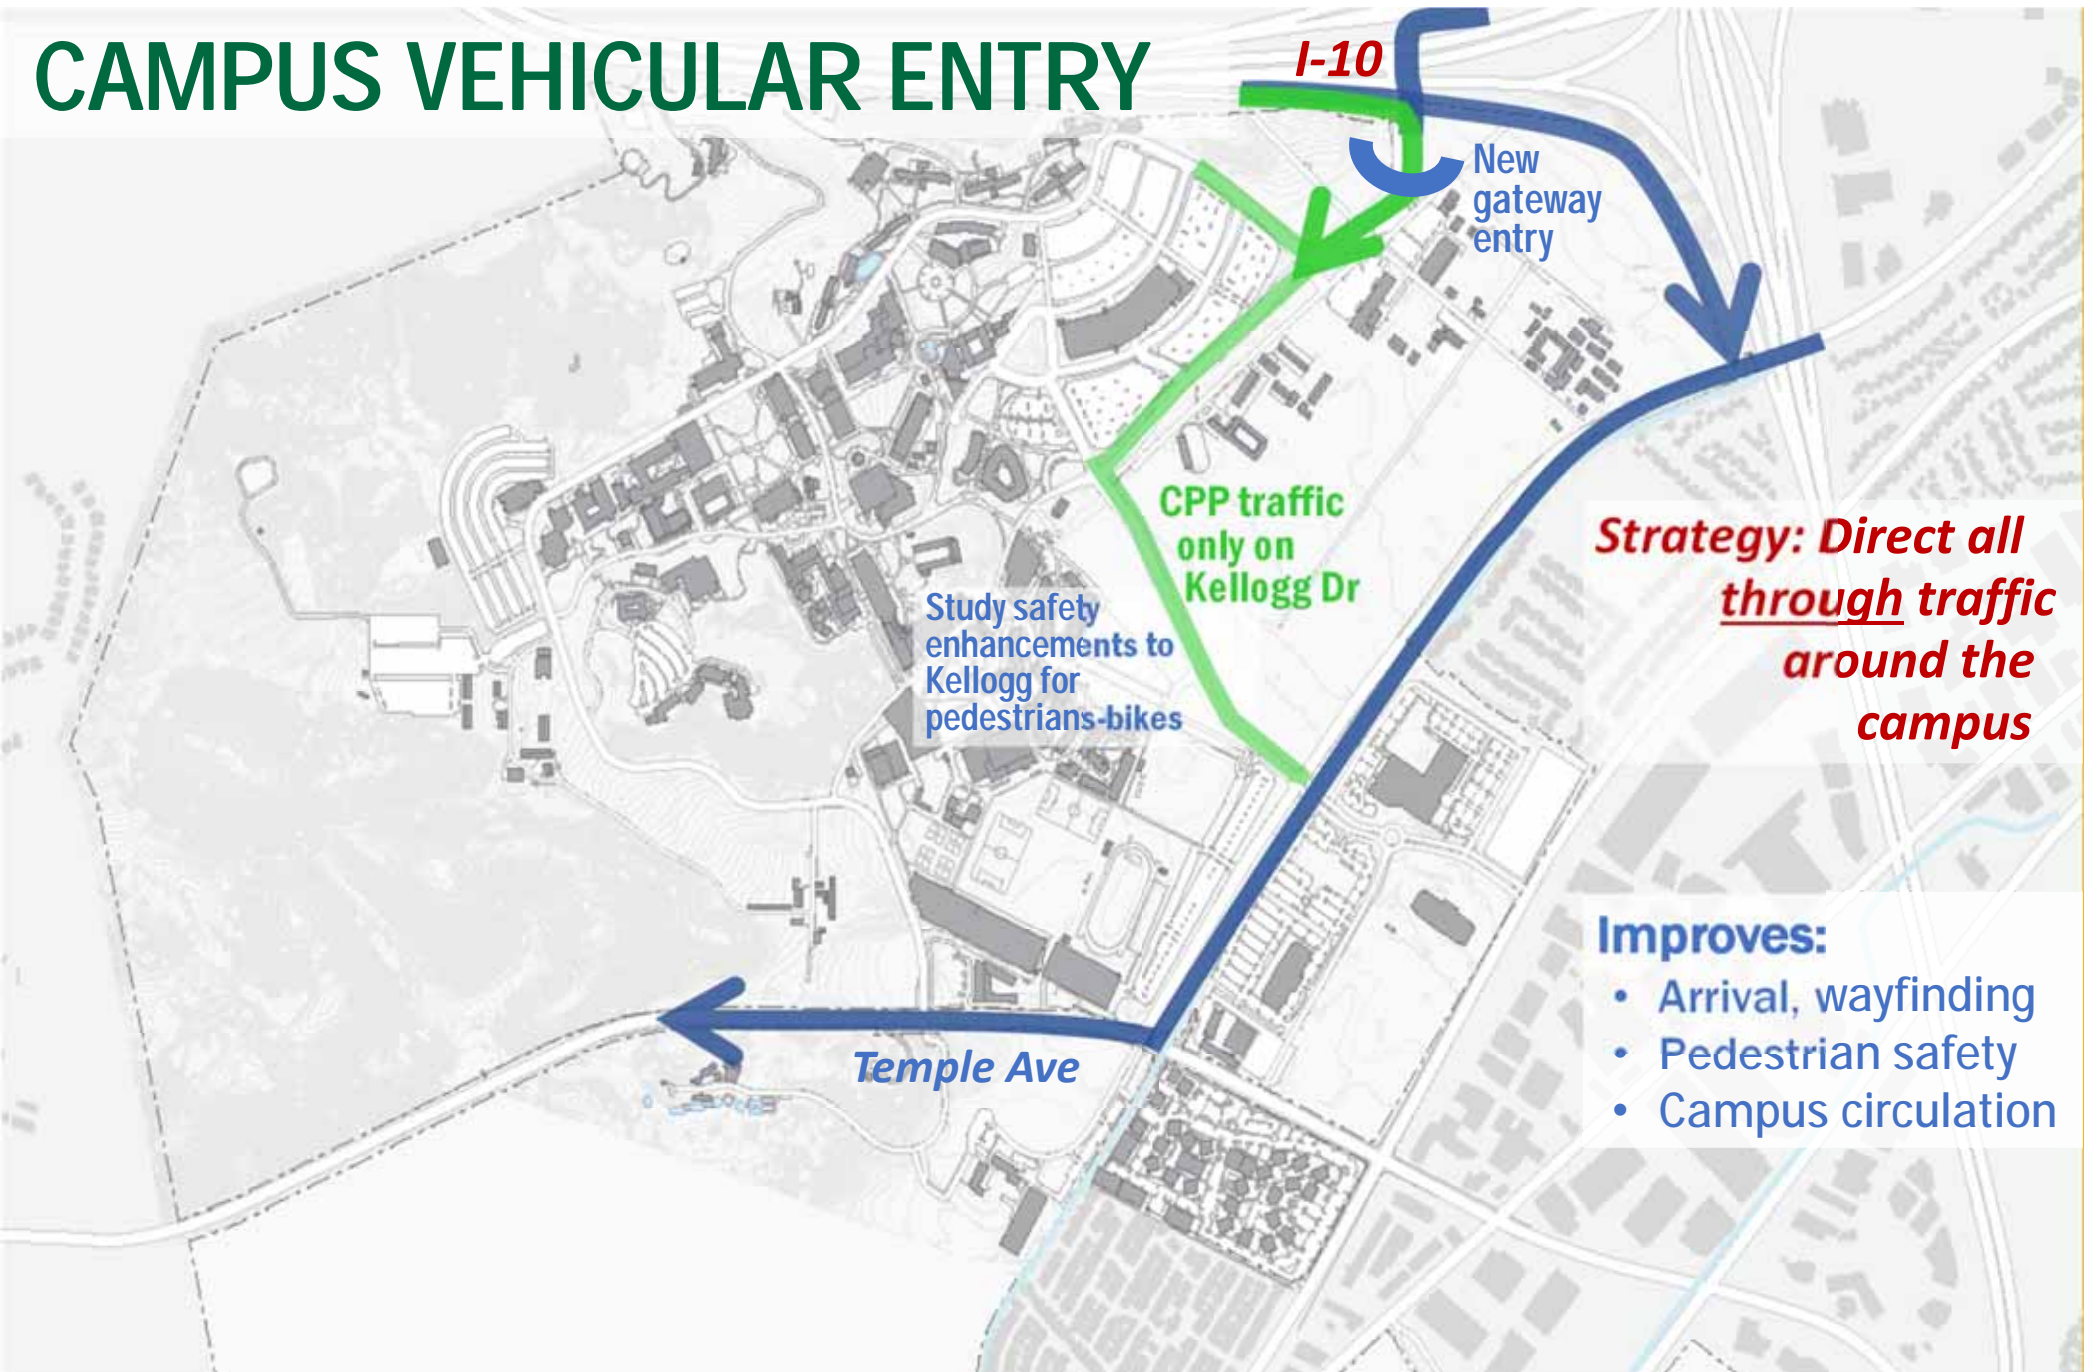 CAMPUS VEHICULAR ENTRY
I-10
New
gateway
entry
CPP traffic
only on
Kellogg Dr
Study safety
enhancements to
Kellogg for
pedestrians-bikes
Strategy: Direct all
through traffic
around the
campus
Temple Ave
Improves:
• Arrival, wayfinding
• Pedestrian safety
• Campus circulation